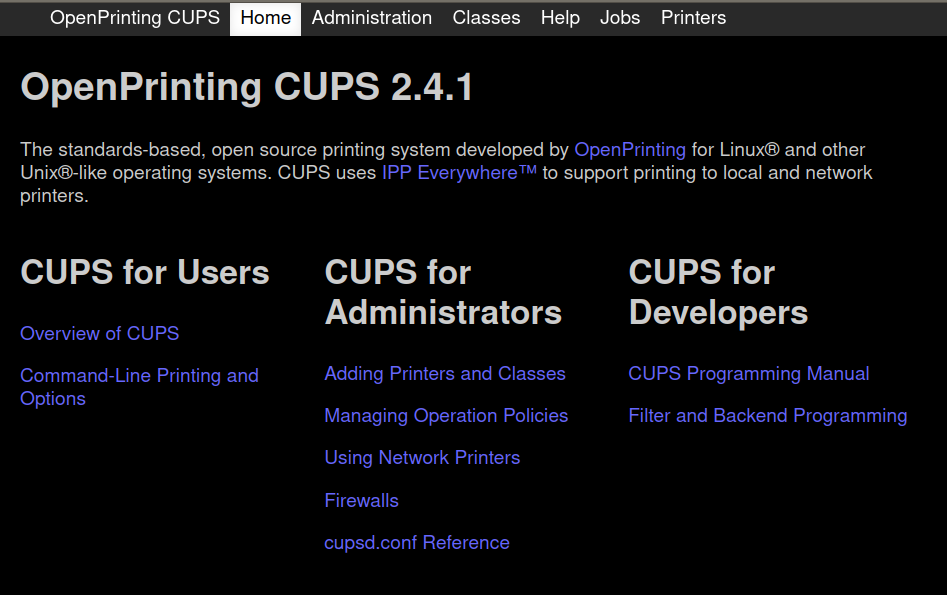 OpenPrinting CUPS Home Administration Classes Help Jobs Printers
OpenPrinting CUPS 2.4.1
The standards-based, open source printing system developed by OpenPrinting for Linux® and other
Unix®-like operating systems. CUPS uses IPP Everywhere™ to support printing to local and network
printers.
CUPS for Users
Overview of CUPS
Command-Line Printing and
Options
CUPS for
Administrators
Adding Printers and Classes
Managing Operation Policies
Using Network Printers
Firewalls
cupsd.conf Reference
CUPS for
Developers
CUPS Programming Manual
Filter and Backend Programming